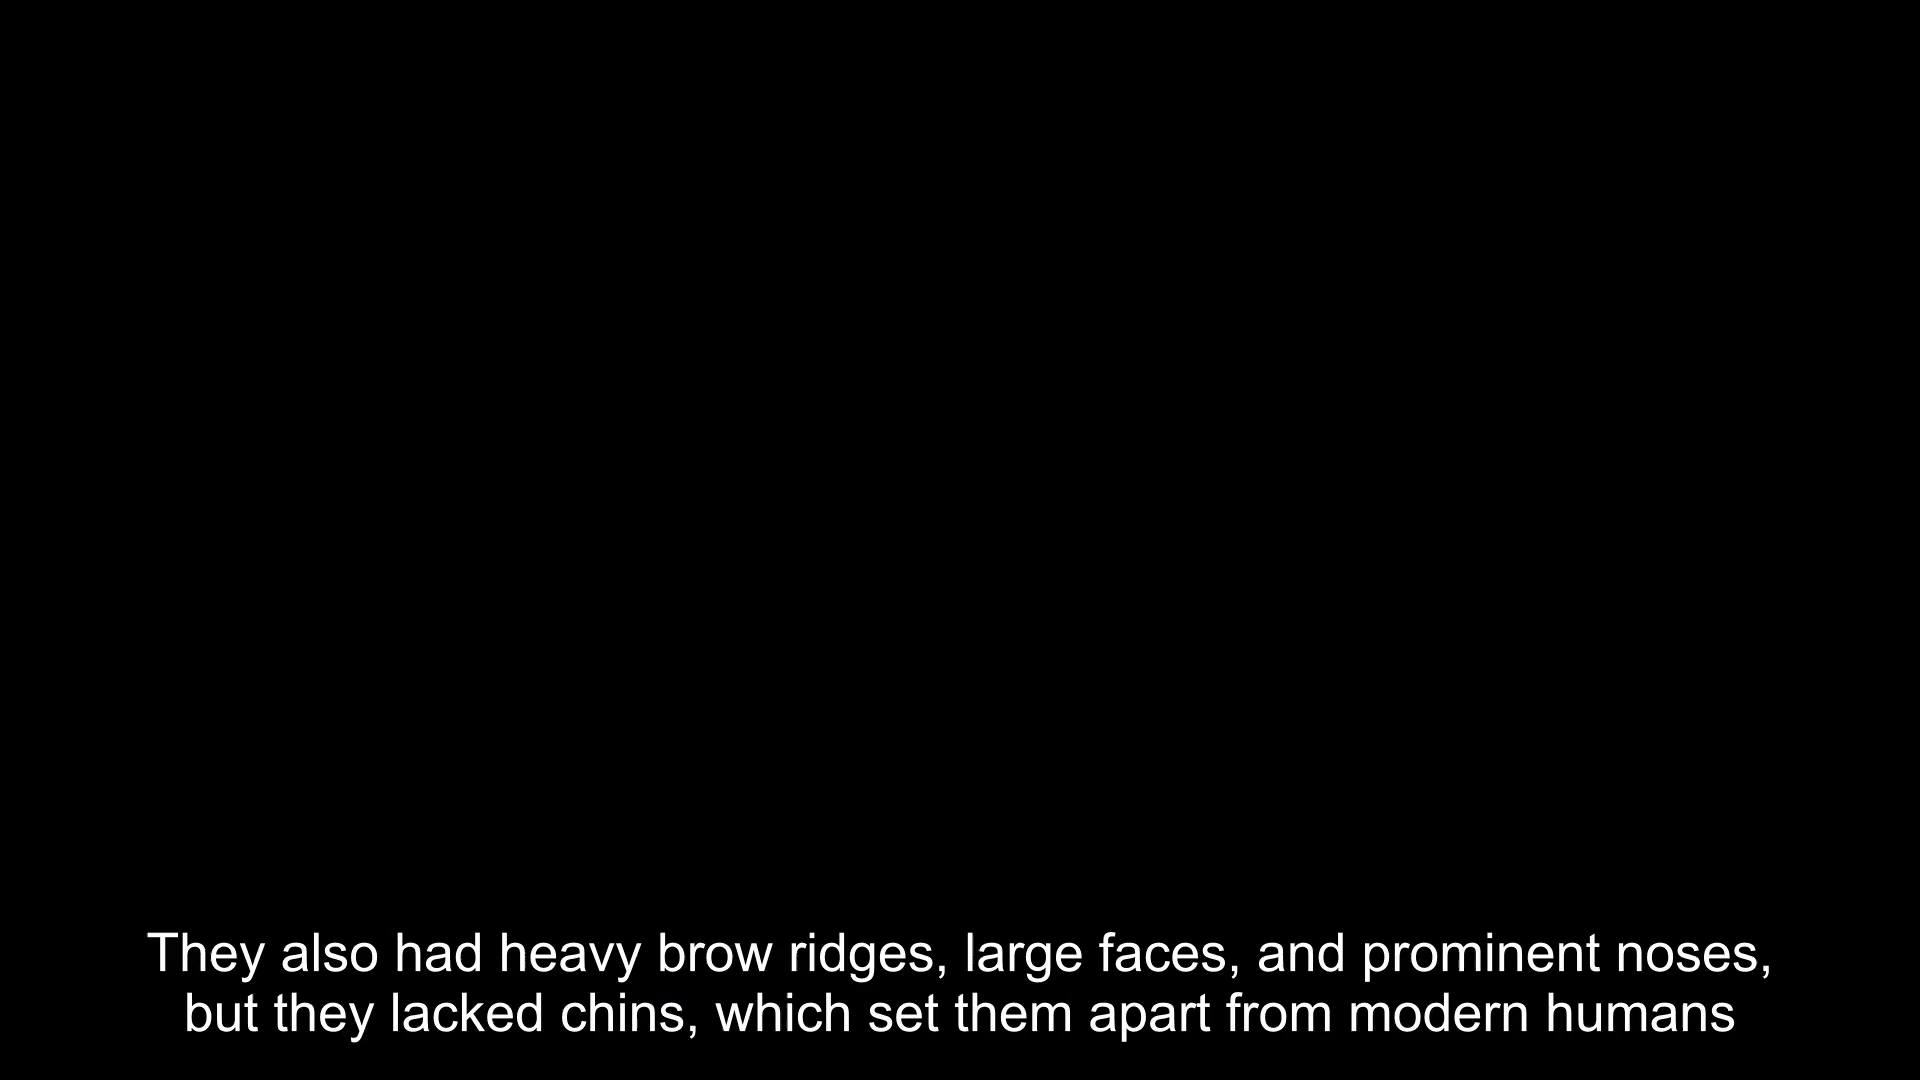 They also had heavy brow ridges, large faces, and prominent noses,
but they lacked chins, which set them apart from modern humans